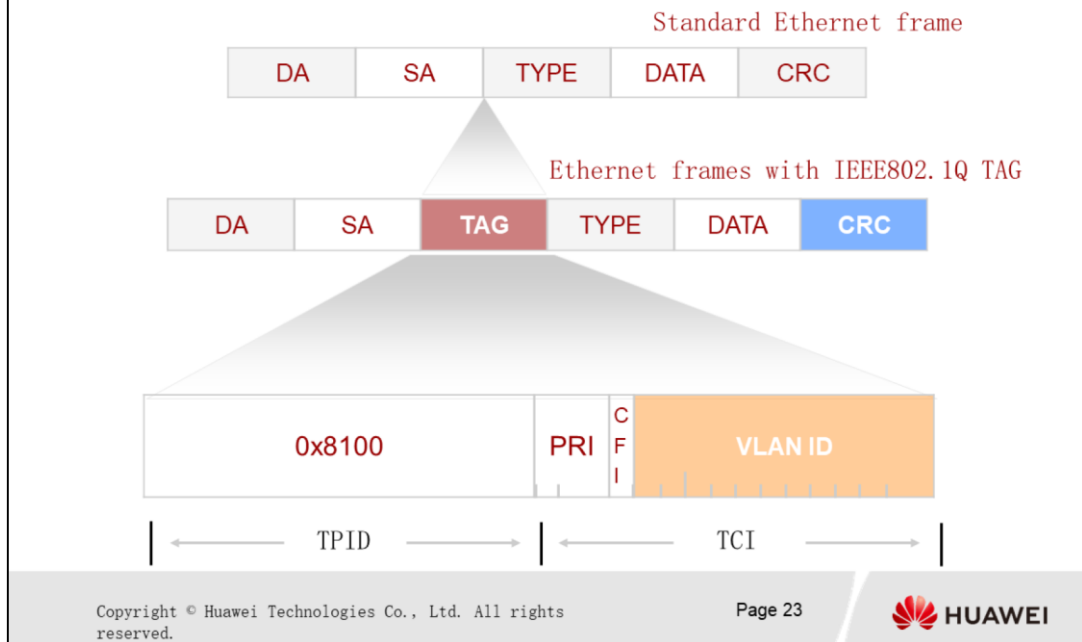 Standard Ethernet frame
DA SA TYPE DATA CRC
Ethernet frames with IEEE802.1Q TAG
DA SA TAG TYPE DATA CRC
0x8100 PRI CFI VLAN ID
TPID TCI
Copyright © Huawei Technologies Co., Ltd. All rights
reserved.
Page 23
HUAWEI